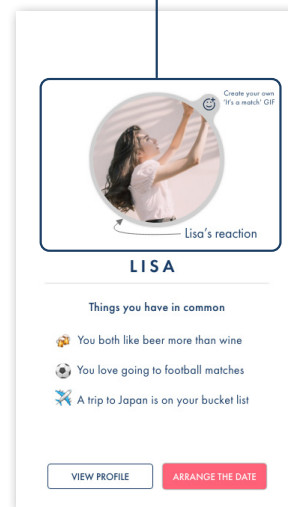 Create your own
'It's a match' GIF
Lisa's reaction
LISA
Things you have in common
You both like beer more than wine
You love going to football matches
A trip to Japan is on your bucket list
VIEW PROFILE
ARRANGE THE DATE